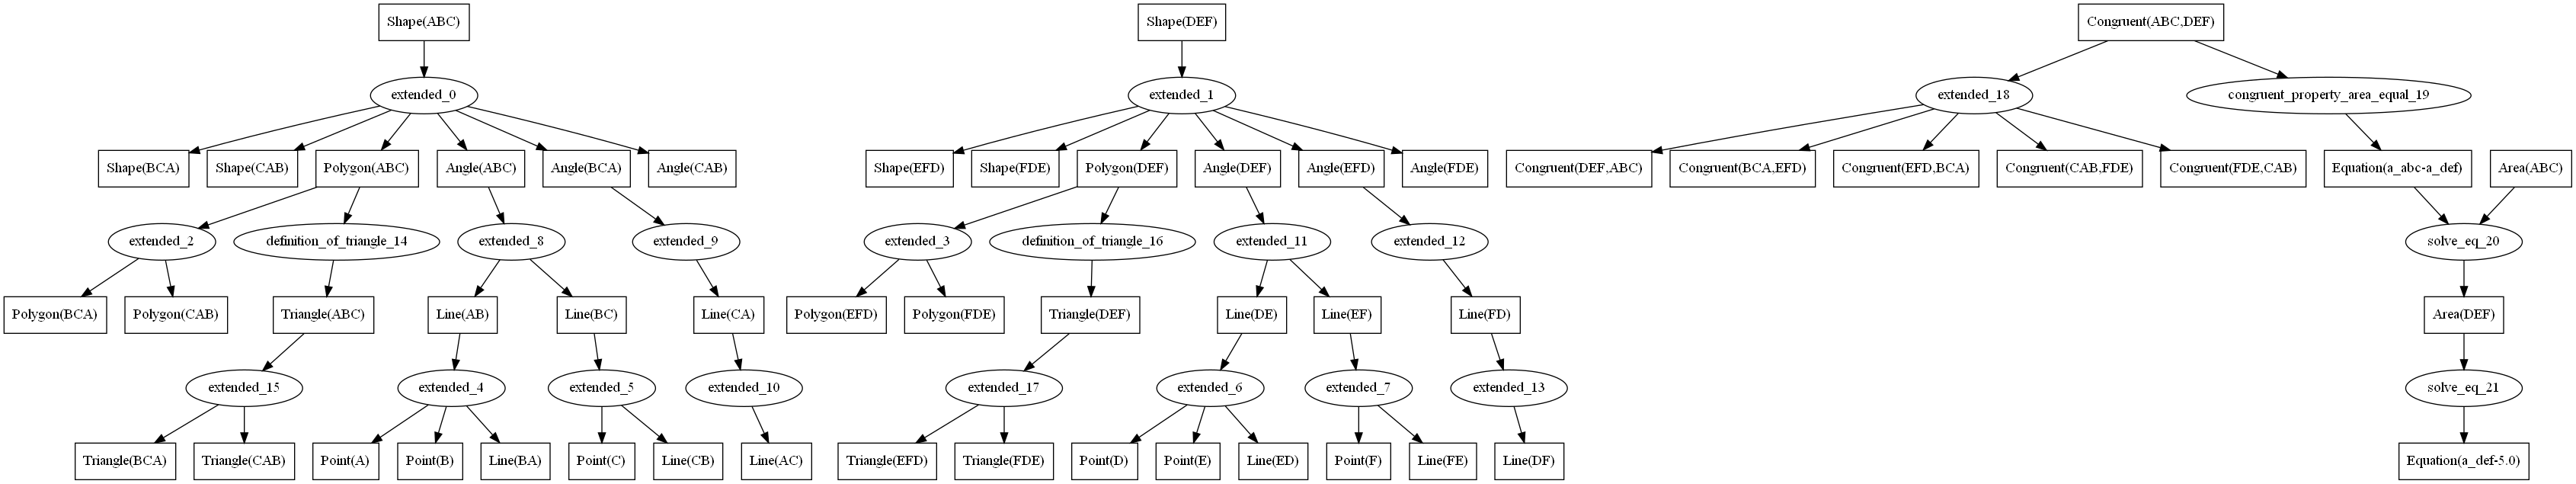 Shape(ABC)
Shape(DEF)
Congruent(ABC,DEF)
extended_0
extended_1
extended_18
congruent_property_area_equal_19
Shape(BCA)
Shape(CAB)
Polygon(ABC)
Angle(ABC)
Angle(BCA)
Angle(CAB)
Shape(EFD)
Shape(FDE)
Polygon(DEF)
Angle(DEF)
Angle(EFD)
Angle(FDE)
Congruent(DEF,ABC)
Congruent(BCA,EFD)
Congruent(EFD,BCA)
Congruent(CAB,FDE)
Congruent(FDE,CAB)
Equation(a_abc-a_def)
Area(ABC)
extended_2
definition_of_triangle_14
extended_8
extended_9
extended_3
definition_of_triangle_16
extended_11
extended_12
solve_eq_20
Polygon(BCA)
Polygon(CAB)
Triangle(ABC)
Line(AB)
Line(BC)
Line(CA)
Polygon(EFD)
Polygon(FDE)
Triangle(DEF)
Line(DE)
Line(EF)
Line(FD)
Area(DEF)
extended_15
extended_4
extended_5
extended_10
extended_17
extended_6
extended_7
extended_13
solve_eq_21
Triangle(BCA)
Triangle(CAB)
Point(A)
Point(B)
Line(BA)
Point(C)
Line(CB)
Line(AC)
Triangle(EFD)
Triangle(FDE)
Point(D)
Point(E)
Line(ED)
Point(F)
Line(FE)
Line(DF)
Equation(a_def-5.0)